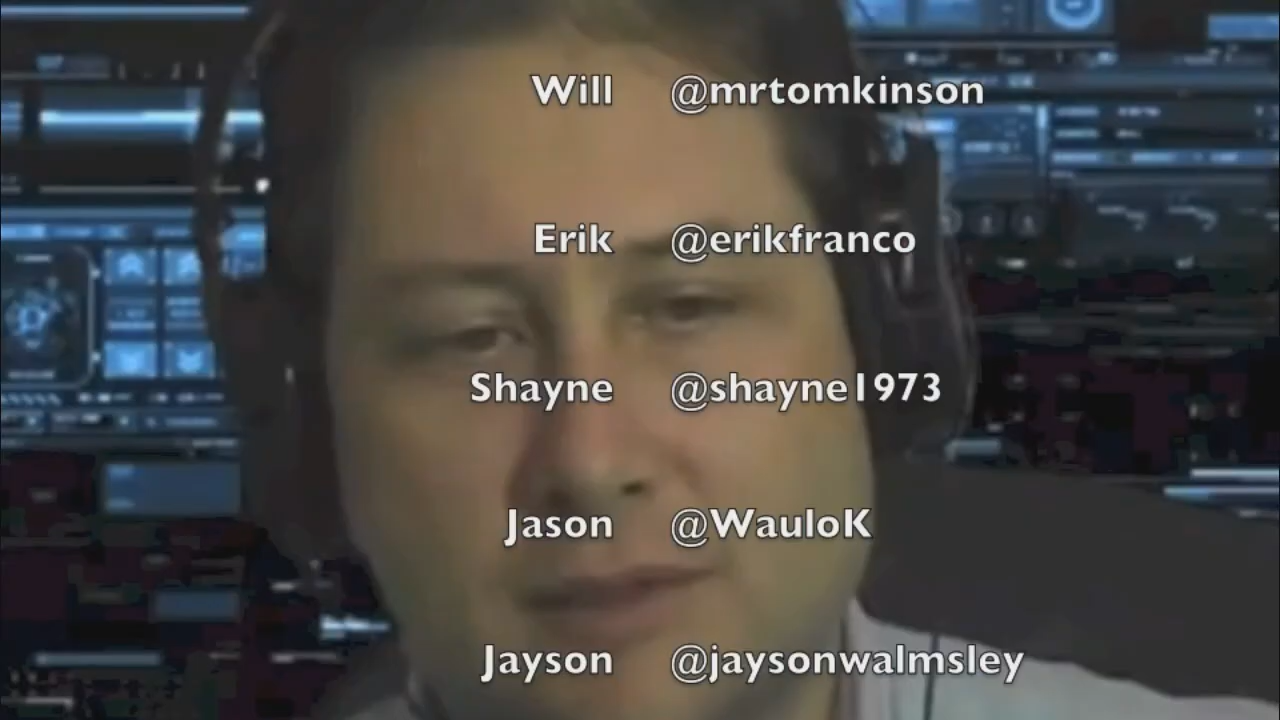 Will @mrtomkinson
Erik @erikfranco
Shayne @shayne1973
Jason @WauloK
Jayson @jaysonwalmsley